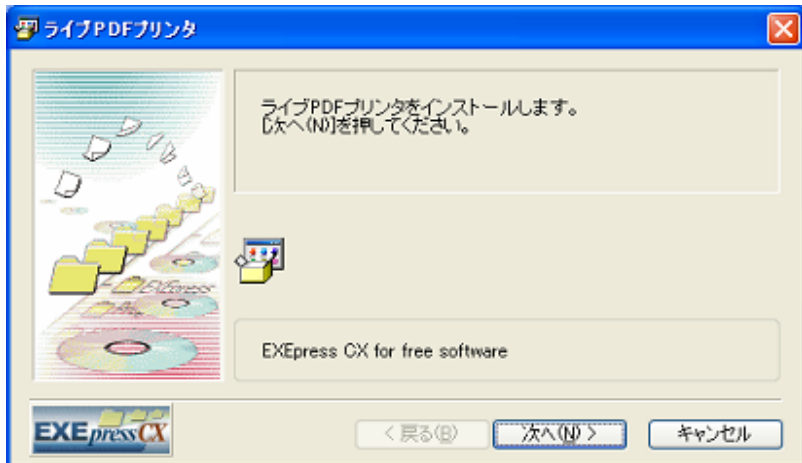 ライブPDFプリンタ
ライブPDFプリンタをインストールします。
[次へ(N)]を押してください。
EXEpress
EXEpress CX for free software
EXEpressCX
< 戻る(B)
次へ(N) >
キャンセル